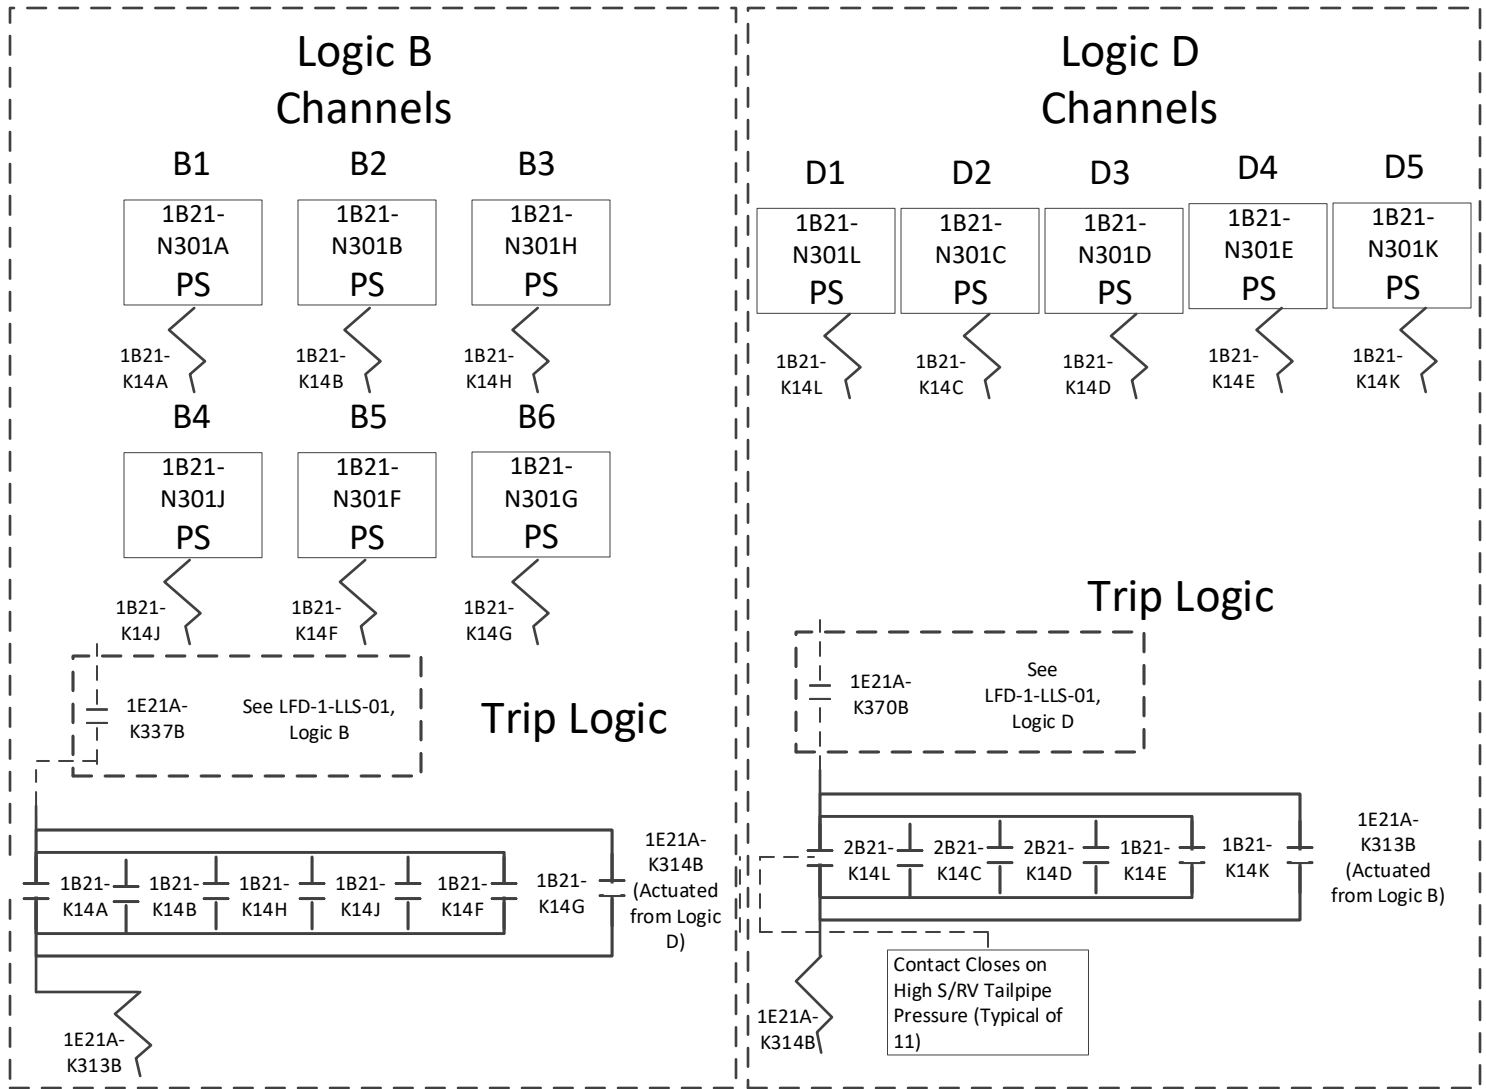 Logic B
Channels
B1
B2
B3
1B21-
N301A
PS
1B21-
N301B
PS
1B21-
N301H
PS
1B21-
K14A
1B21-
K14B
1B21-
K14H
B4
B5
B6
1B21-
N301J
PS
1B21-
N301F
PS
1B21-
N301G
PS
1B21-
K14J
1B21-
K14F
1B21-
K14G
1E21A-
K337B
See LFD-1-LLS-01,
Logic B
Trip Logic
1B21-
K14A
1B21-
K14B
1B21-
K14H
1B21-
K14J
1B21-
K14F
1B21-
K14G
1E21A-
K314B
(Actuated
from Logic
D)
1E21A-
K313B
Logic D
Channels
D1
D2
D3
D4
D5
1B21-
N301L
PS
1B21-
N301C
PS
1B21-
N301D
PS
1B21-
N301E
PS
1B21-
N301K
PS
1B21-
K14L
1B21-
K14C
1B21-
K14D
1B21-
K14E
1B21-
K14K
Trip Logic
1E21A-
K370B
See
LFD-1-LLS-01,
Logic D
2B21-
K14L
2B21-
K14C
2B21-
K14D
1B21-
K14E
1B21-
K14K
1E21A-
K313B
(Actuated
from Logic B)
Contact Closes on
High S/RV Tailpipe
Pressure (Typical of
11)
1E21A-
K314B